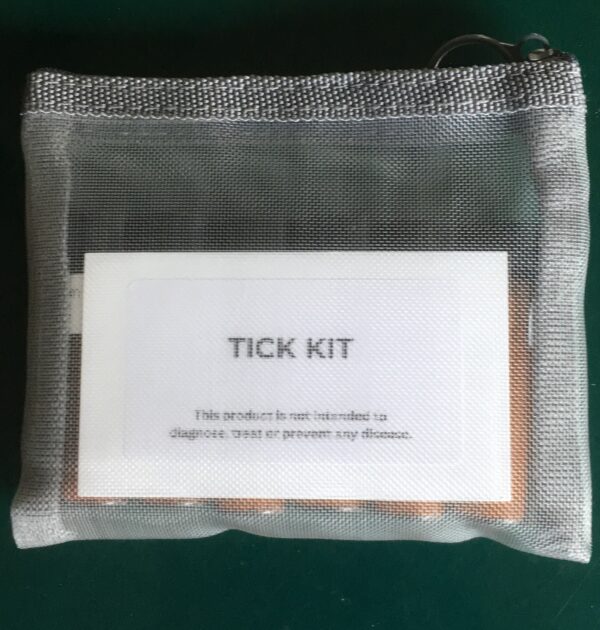 TICK KIT
This product is not intended to
diagnose, treat or prevent any disease.